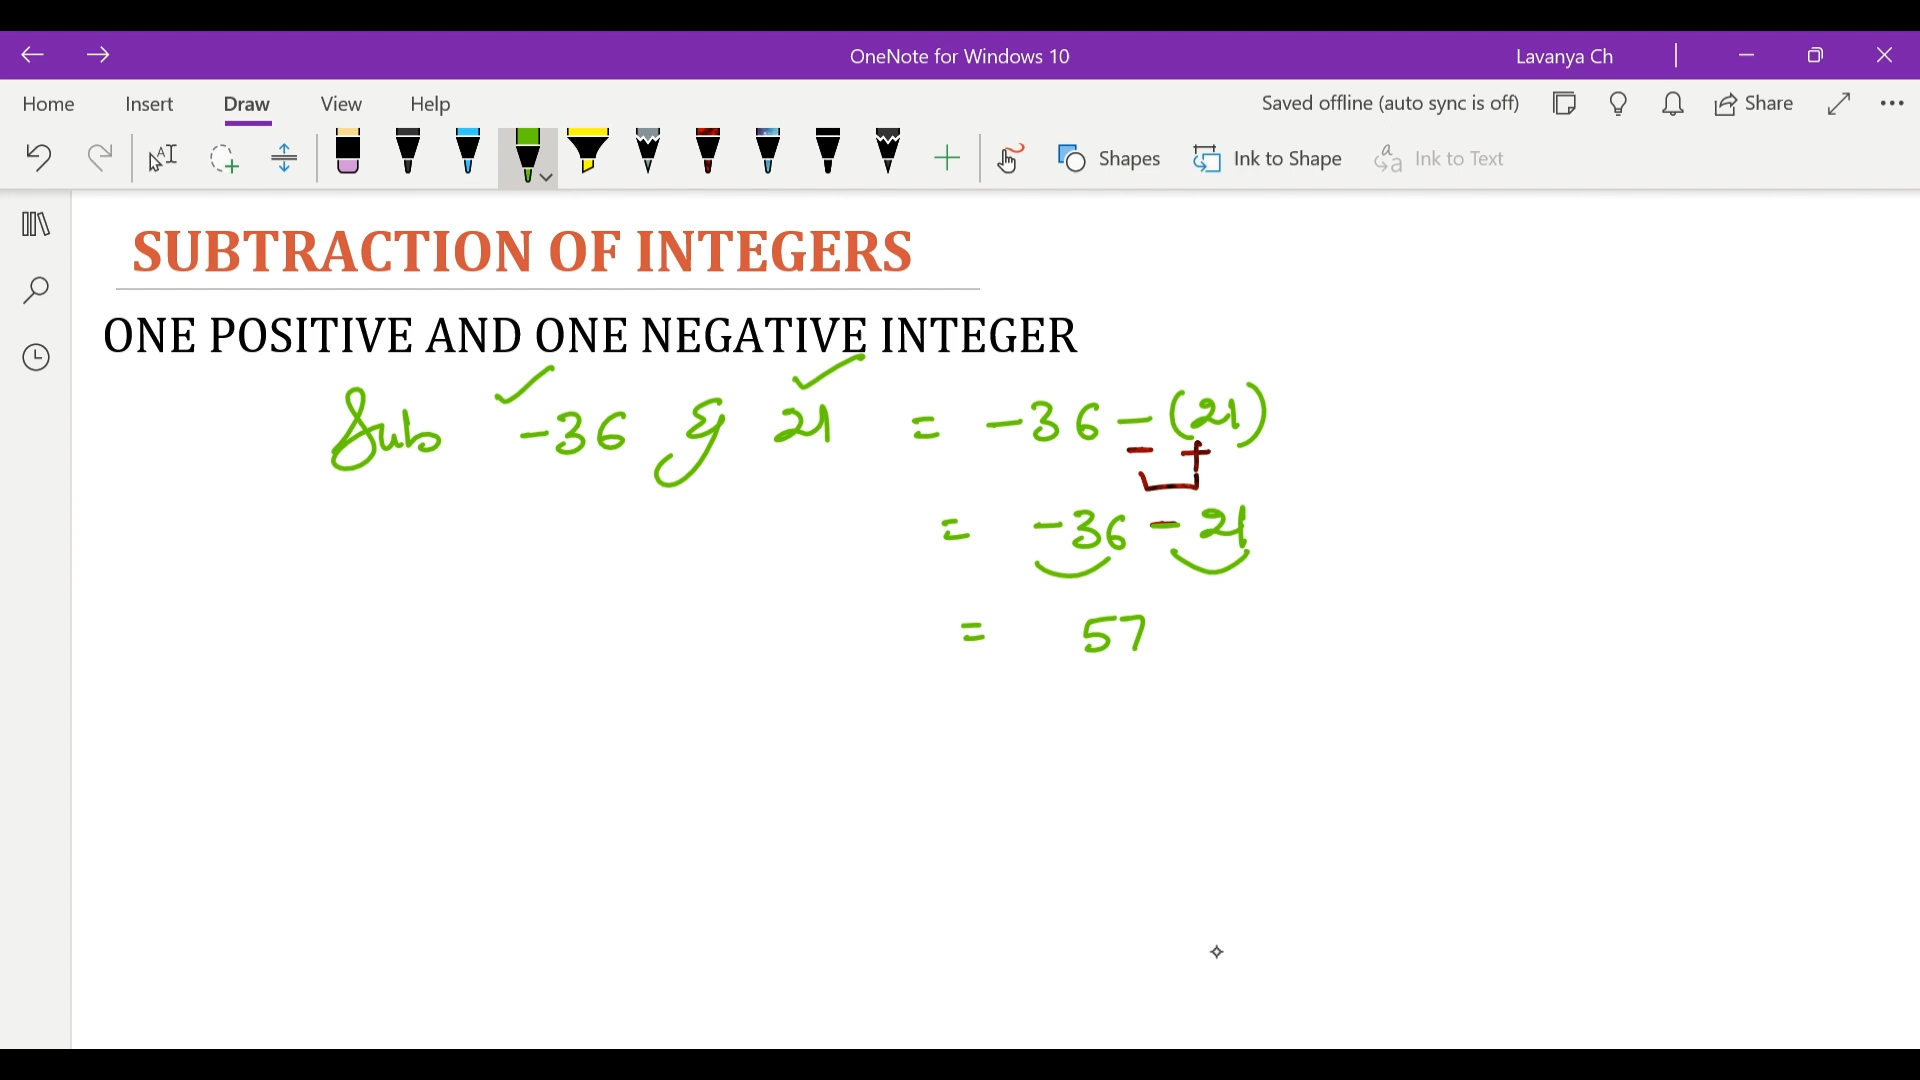 OneNote for Windows 10 Lavanya Ch
Home Insert Draw View Help Saved offline (auto sync is off) Share
Shapes Ink to Shape Ink to Text
SUBTRACTION OF INTEGERS
ONE POSITIVE AND ONE NEGATIVE INTEGER
Sub -36 & 21 = -36 - (21)
- +
= -36 - 21
= 57